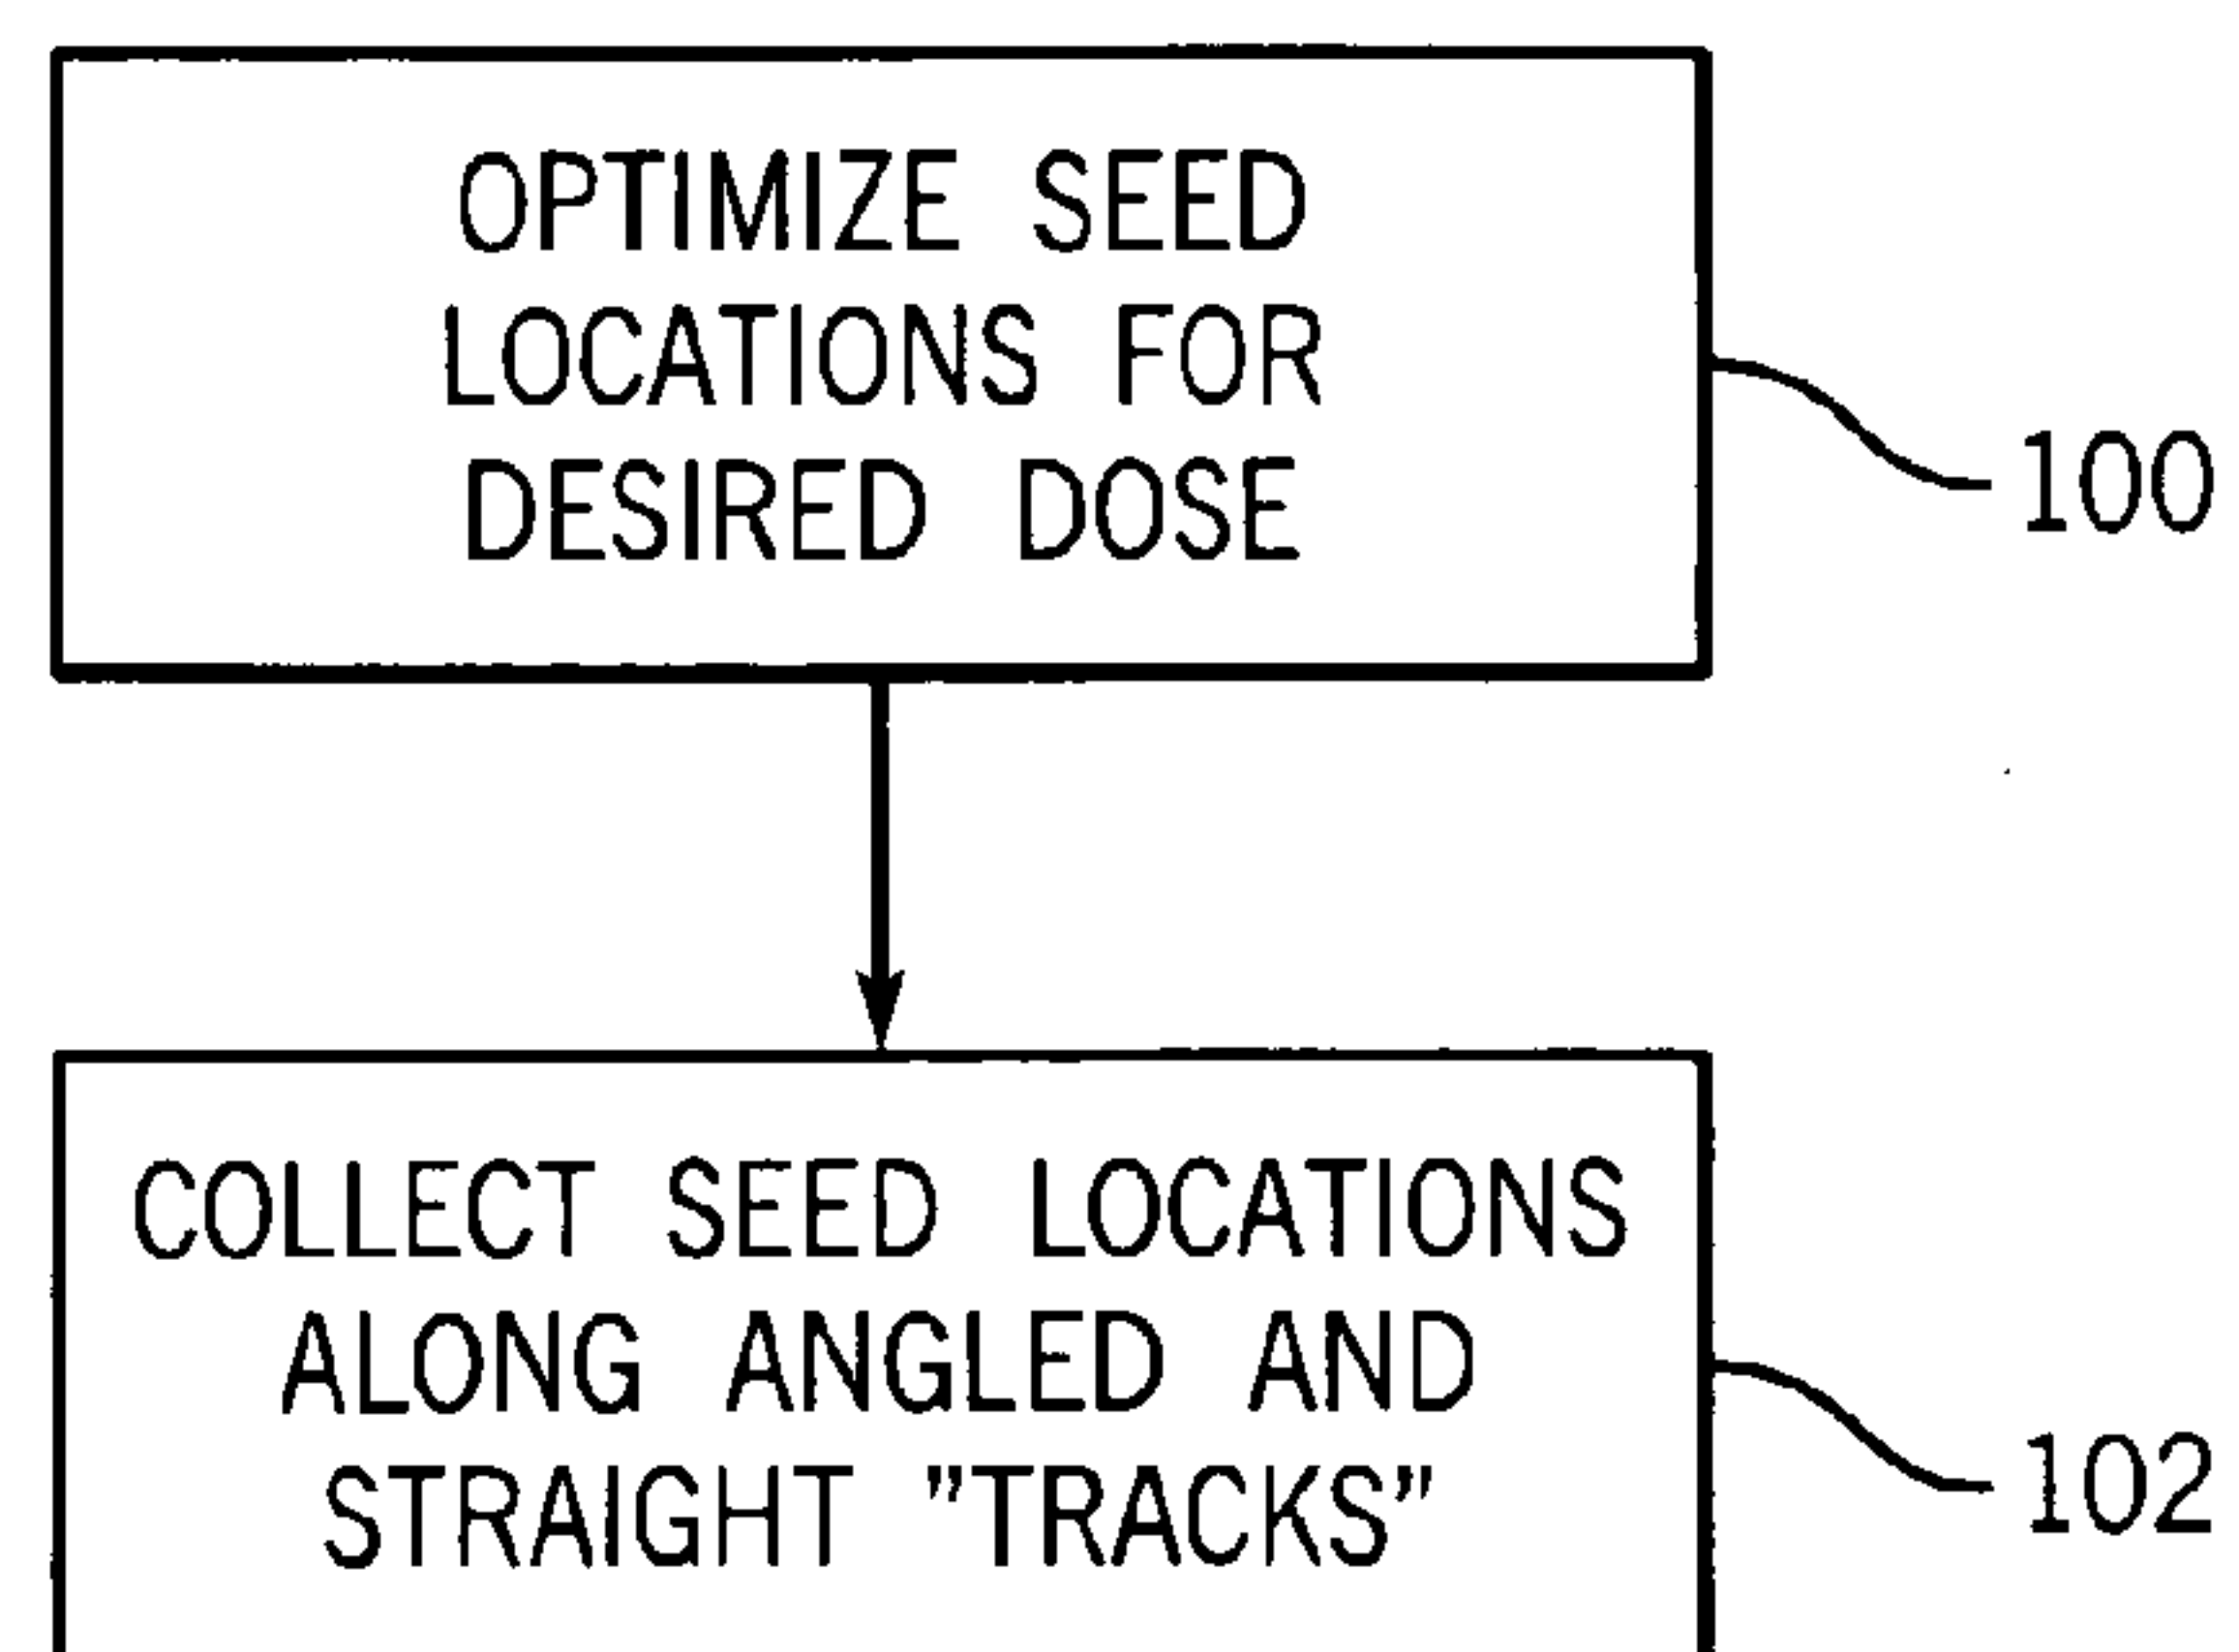 OPTIMIZE SEED
LOCATIONS FOR
DESIRED DOSE
100
COLLECT SEED LOCATIONS
ALONG ANGLED AND
STRAIGHT "TRACKS"
102